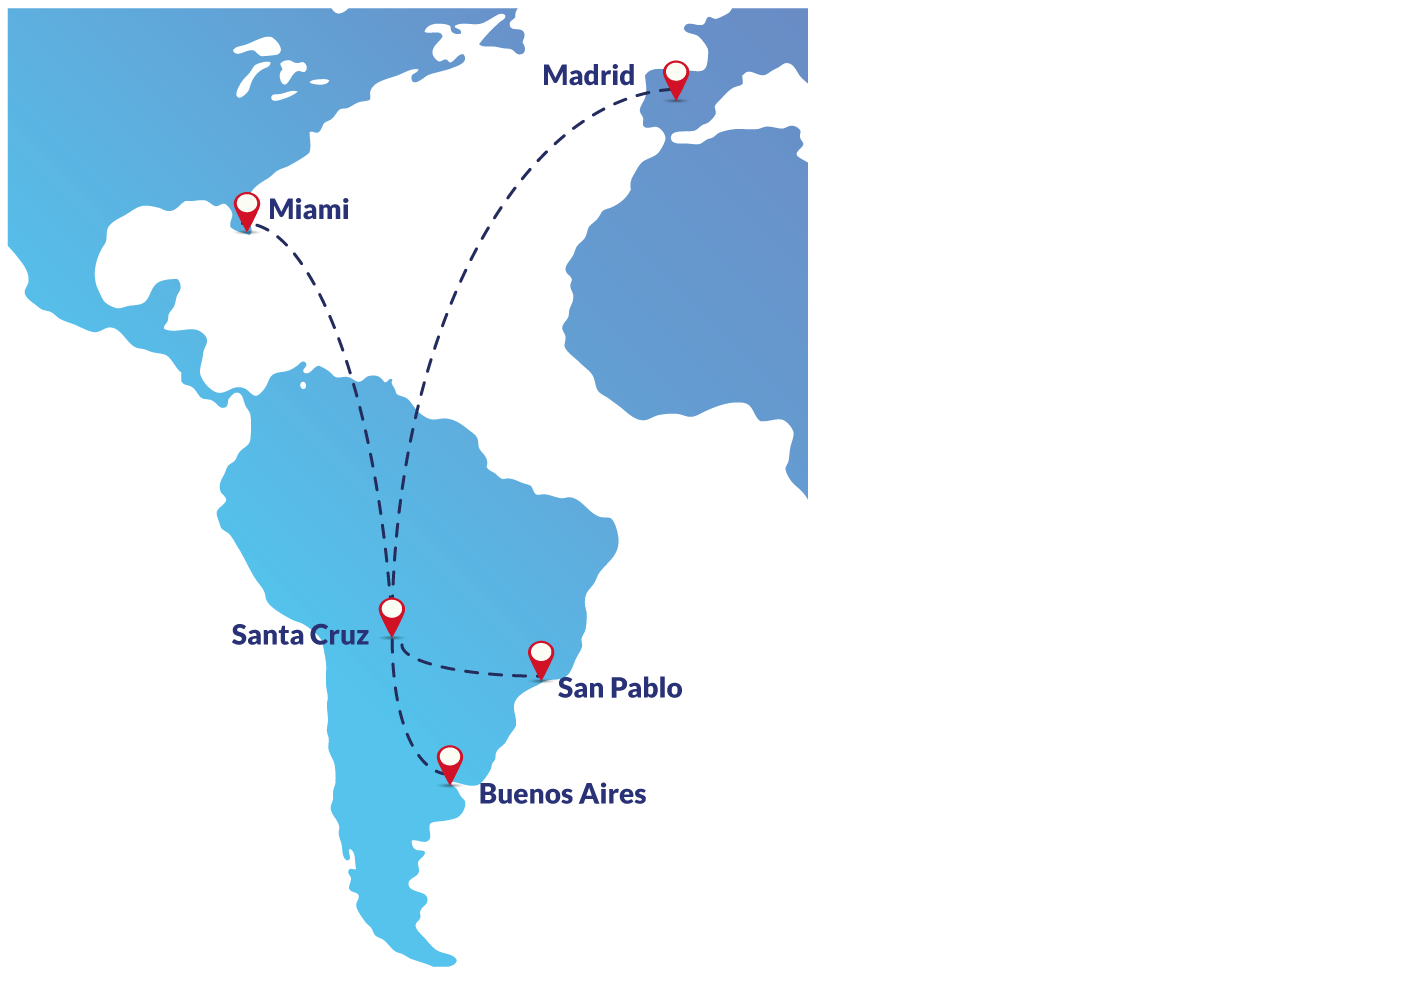 Madrid
Miami
Santa Cruz
San Pablo
Buenos Aires